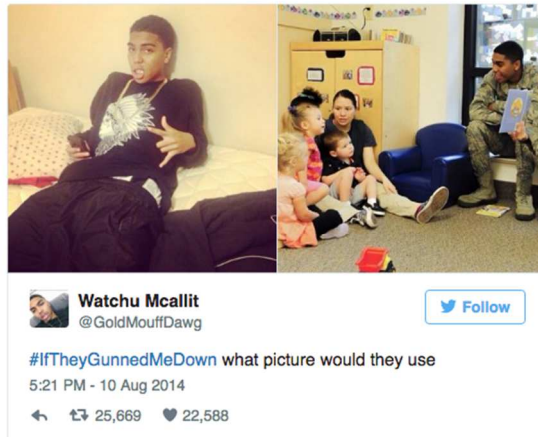 Watchu Mcallit
@GoldMouffDawg
Follow
#IfTheyGunnedMeDown what picture would they use
5:21 PM - 10 Aug 2014
25,669 22,588